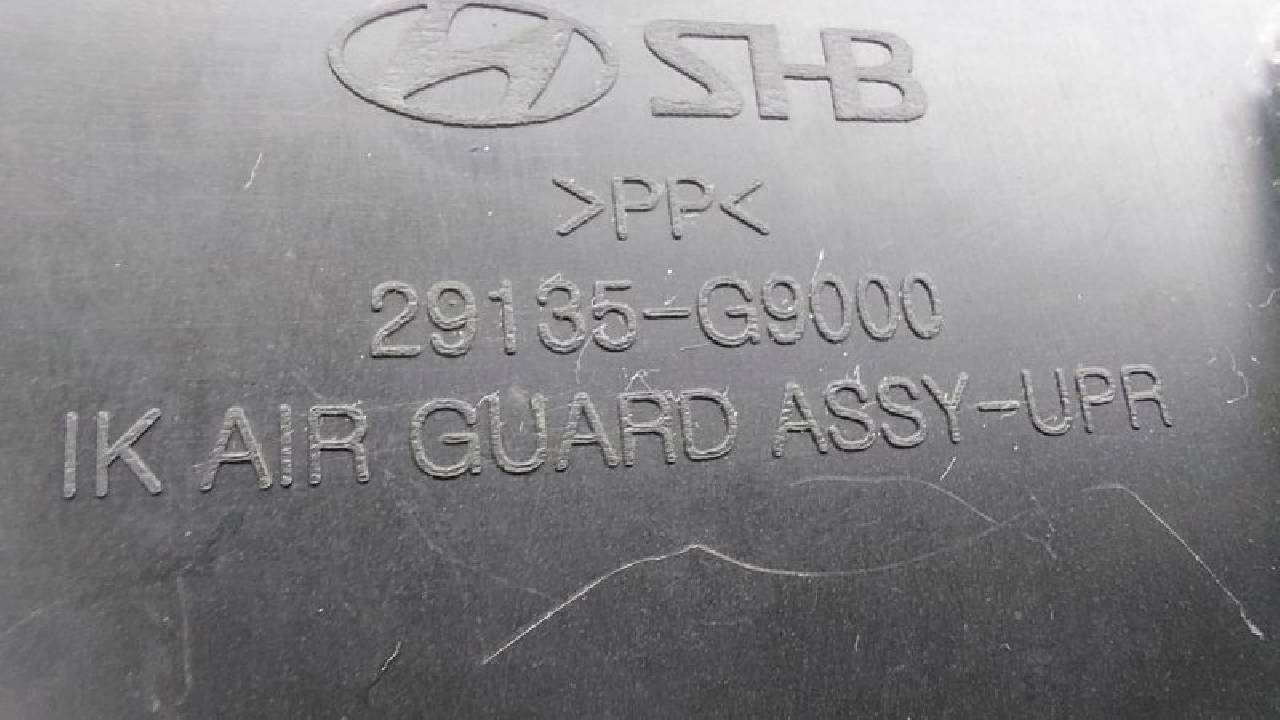 SHB
>PP<
29135-G9000
IK AIR GUARD ASSY-UPR